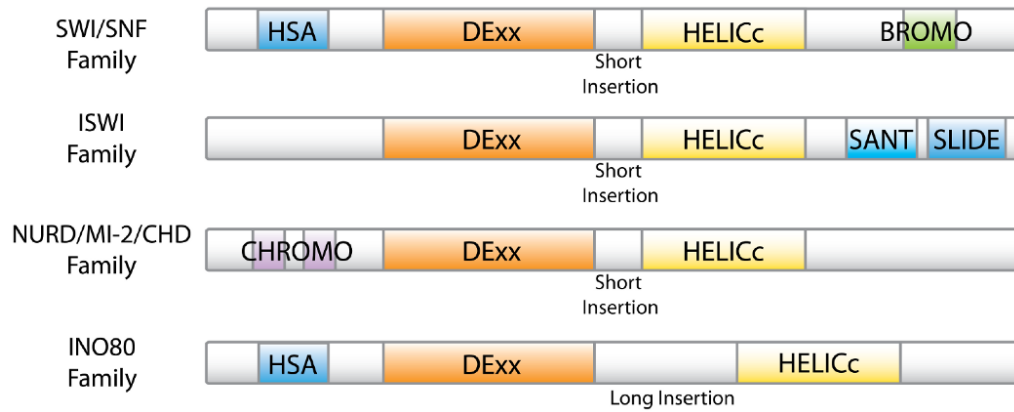 SWI/SNF
Family
HSA
DExx
HELICc
BROMO
Short
Insertion
ISWI
Family
DExx
HELICc
SANT
SLIDE
Short
Insertion
NURD/MI-2/CHD
Family
CHROMO
DExx
HELICc
Short
Insertion
INO80
Family
HSA
DExx
HELICc
Long Insertion